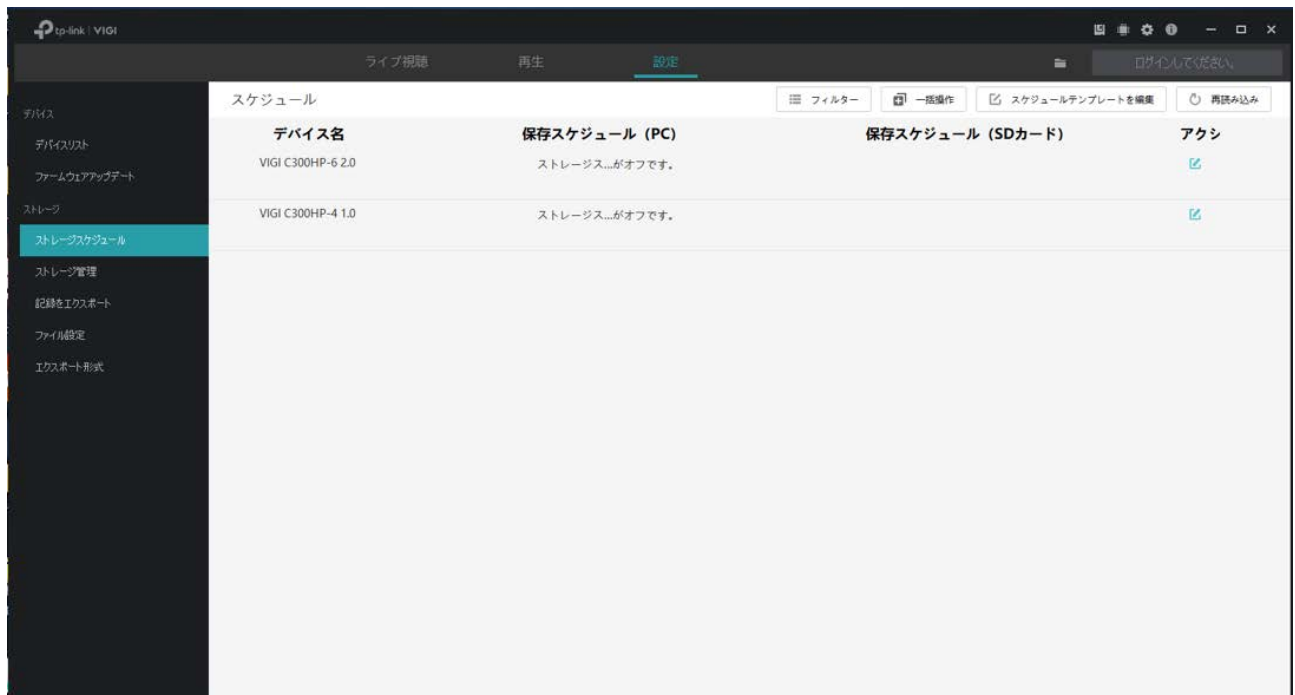 tp-link | VIGI
ライブ視聴 再生 設定 ログインしてください。
スケジュール フィルター 一括操作 スケジュールテンプレートを編集 再読み込み
デバイス
デバイスリスト
ファームウェアアップデート
ストレージ
ストレージスケジュール
ストレージ管理
記録をエクスポート
ファイル設定
エクスポート形式
デバイス名 保存スケジュール（PC） 保存スケジュール（SDカード） アクシ
VIGI C300HP-6 2.0 ストレージス...がオフです。
VIGI C300HP-4 1.0 ストレージス...がオフです。